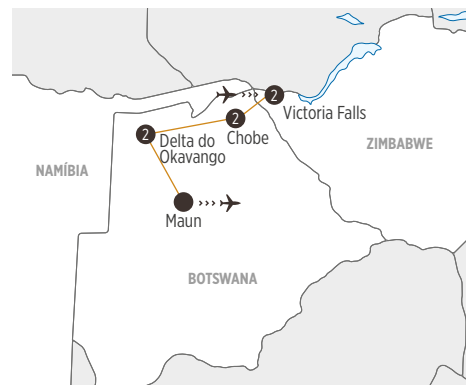 2
Victoria Falls
2
Chobe
2
Delta do
Okavango
ZIMBABWE
NAMÍBIA
Maun
BOTSWANA